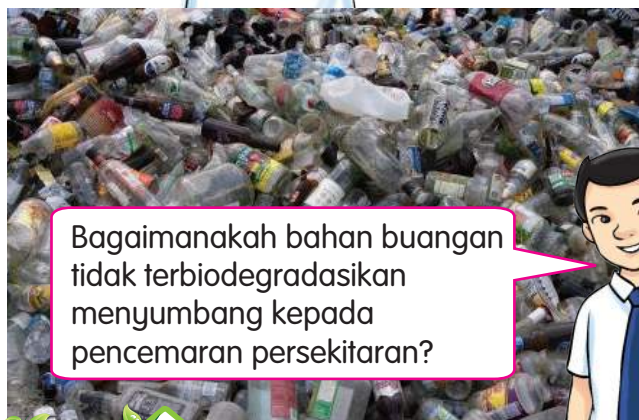 Bagaimanakah bahan buangan
tidak terbiodegradasikan
menyumbang kepada
pencemaran persekitaran?